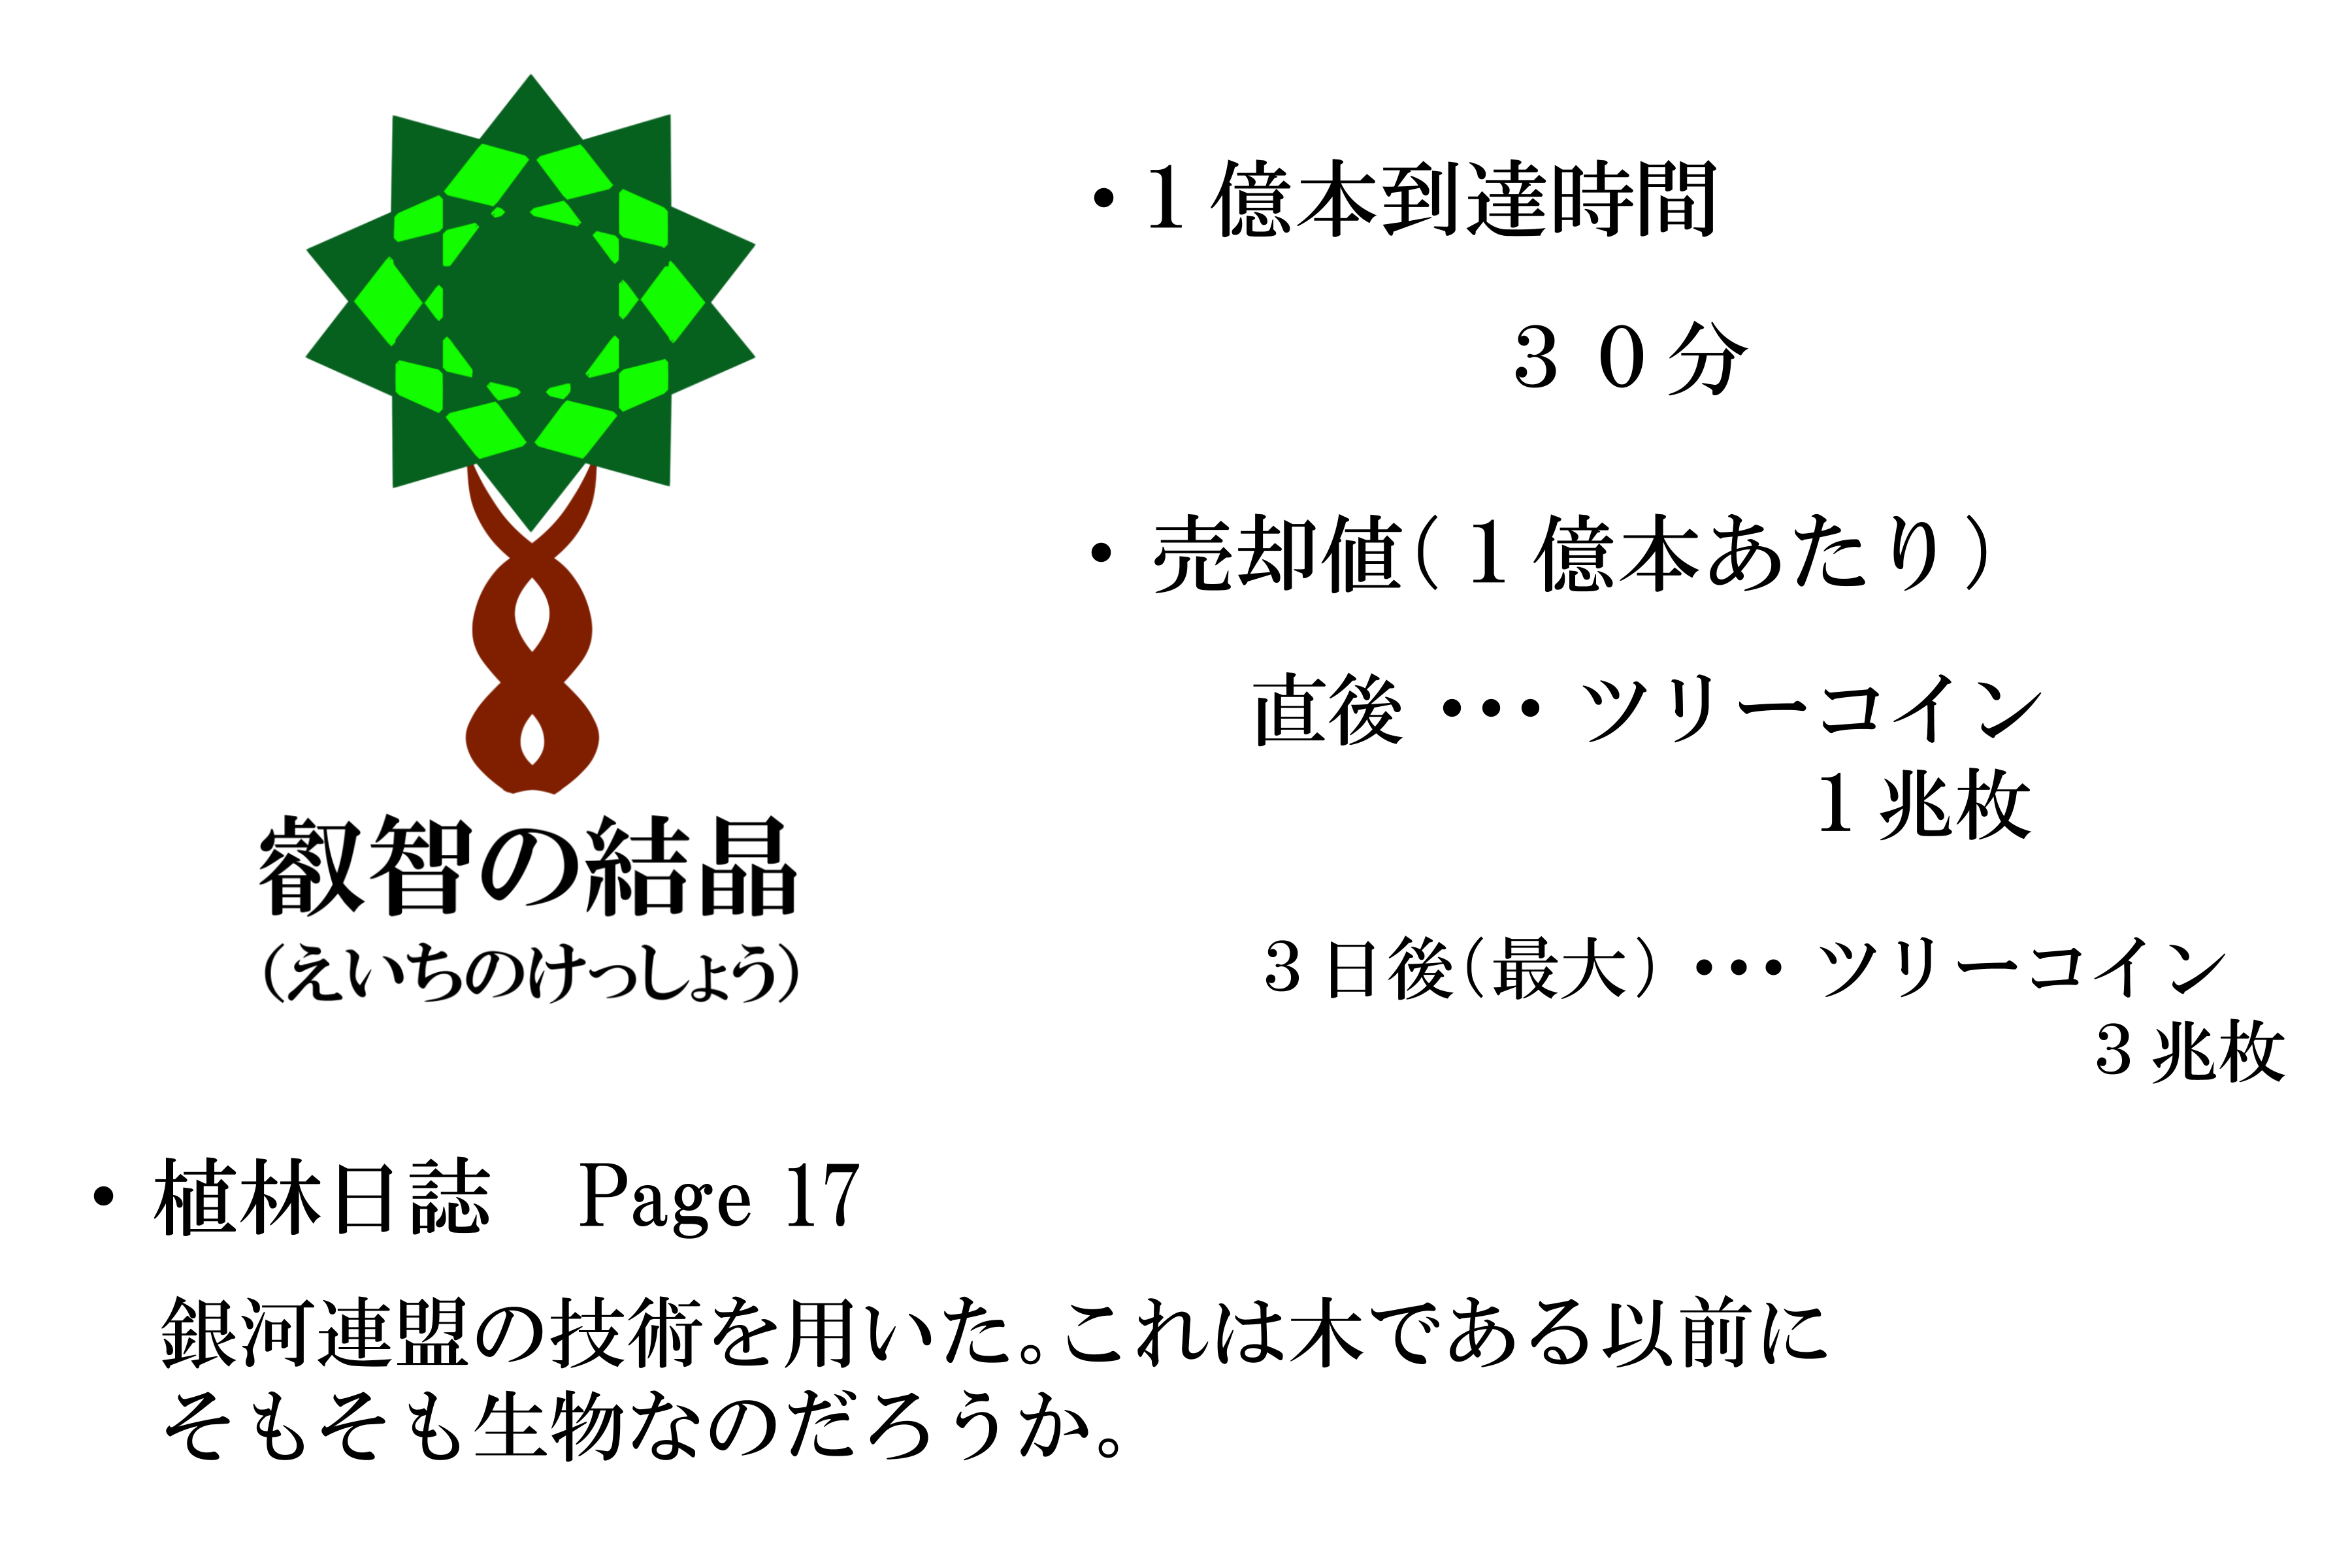 叡智の結晶
(えいちのけっしょう)
・1億本到達時間
30分
・売却値(1億本あたり)
直後・・・ツリーコイン
1兆枚
3日後(最大)・・・ツリーコイン
3兆枚
・植林日誌 Page 17
銀河連盟の技術を用いた。これは木である以前に
そもそも生物なのだろうか。